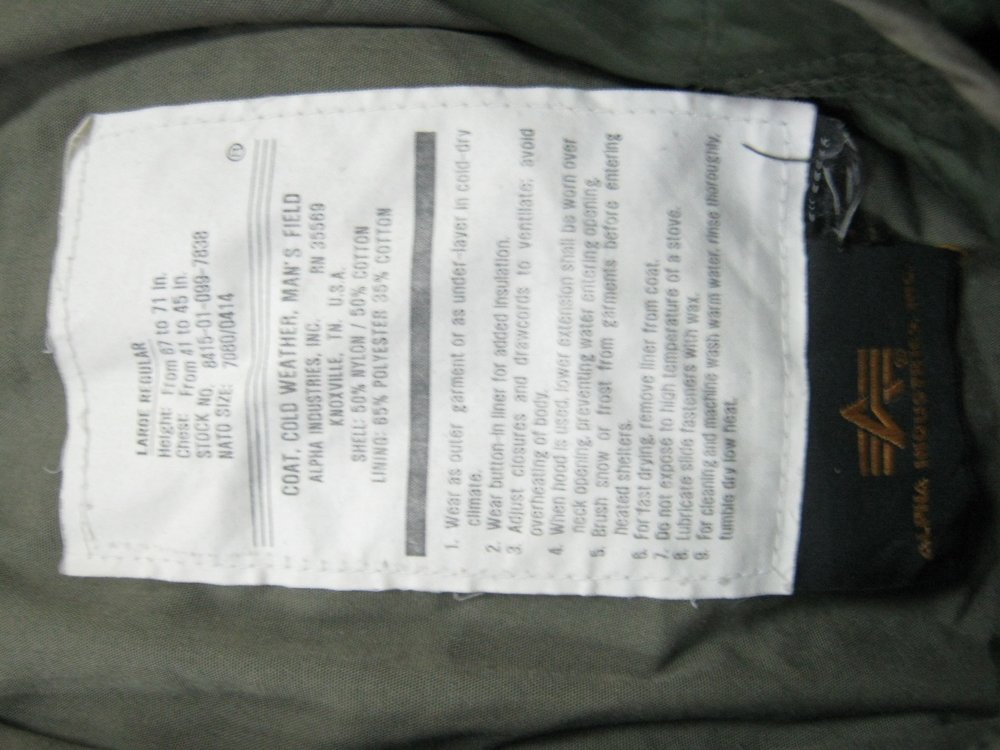 LARGE REGULAR
Height: From 67 to 71 in.
Chest: From 41 to 45 in.
STOCK NO. 8415-01-099-7838
NATO SIZE: 7080/0414
COAT, COLD WEATHER, MAN'S FIELD
ALPHA INDUSTRIES, INC. RN 35569
KNOXVILLE, TN. U.S.A.
SHELL: 50% NYLON / 50% COTTON
LINING: 65% POLYESTER 35% COTTON
1. Wear as outer garment or as under-layer in cold-dry
climate.
2. Wear button-in liner for added insulation.
3. Adjust closures and drawcords to ventilate; avoid
overheating of body.
4. When hood is used, lower extension shall be worn over
neck opening, preventing water entering opening.
5. Brush snow or frost from garments before entering
heated shelters.
6. For fast drying, remove liner from coat.
7. Do not expose to high temperature of a stove.
8. Lubricate slide fasteners with wax.
9. For cleaning and machine wash warm water, rinse thoroughly,
tumble dry low heat.
ALPHA INDUSTRIES, INC.